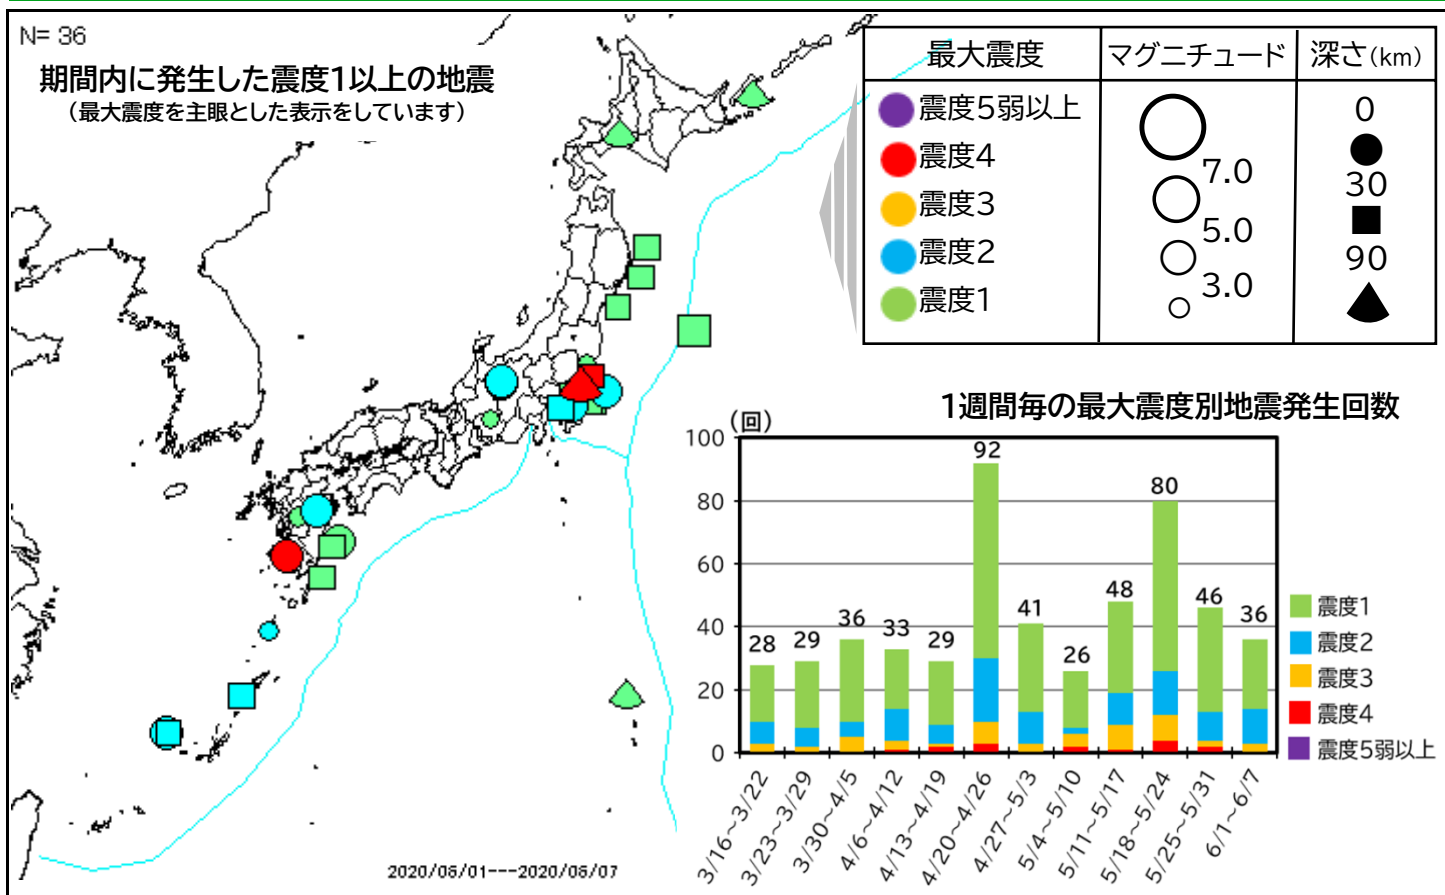 N= 36
期間内に発生した震度1以上の地震
(最大震度を主眼とした表示をしています)
最大震度 マグニチュード 深さ(km)
震度5弱以上
震度4
震度3
震度2
震度1
7.0
5.0
3.0
0
30
90
1週間毎の最大震度別地震発生回数
(回)
100
80
60
40
20
0
28 29 36 33 29 92 41 26 48 80 46 36
3/16~3/22
3/23~3/29
3/30~4/5
4/6~4/12
4/13~4/19
4/20~4/26
4/27~5/3
5/4~5/10
5/11~5/17
5/18~5/24
5/25~5/31
6/1~6/7
震度1
震度2
震度3
震度4
震度5弱以上
2020/06/01---2020/06/07